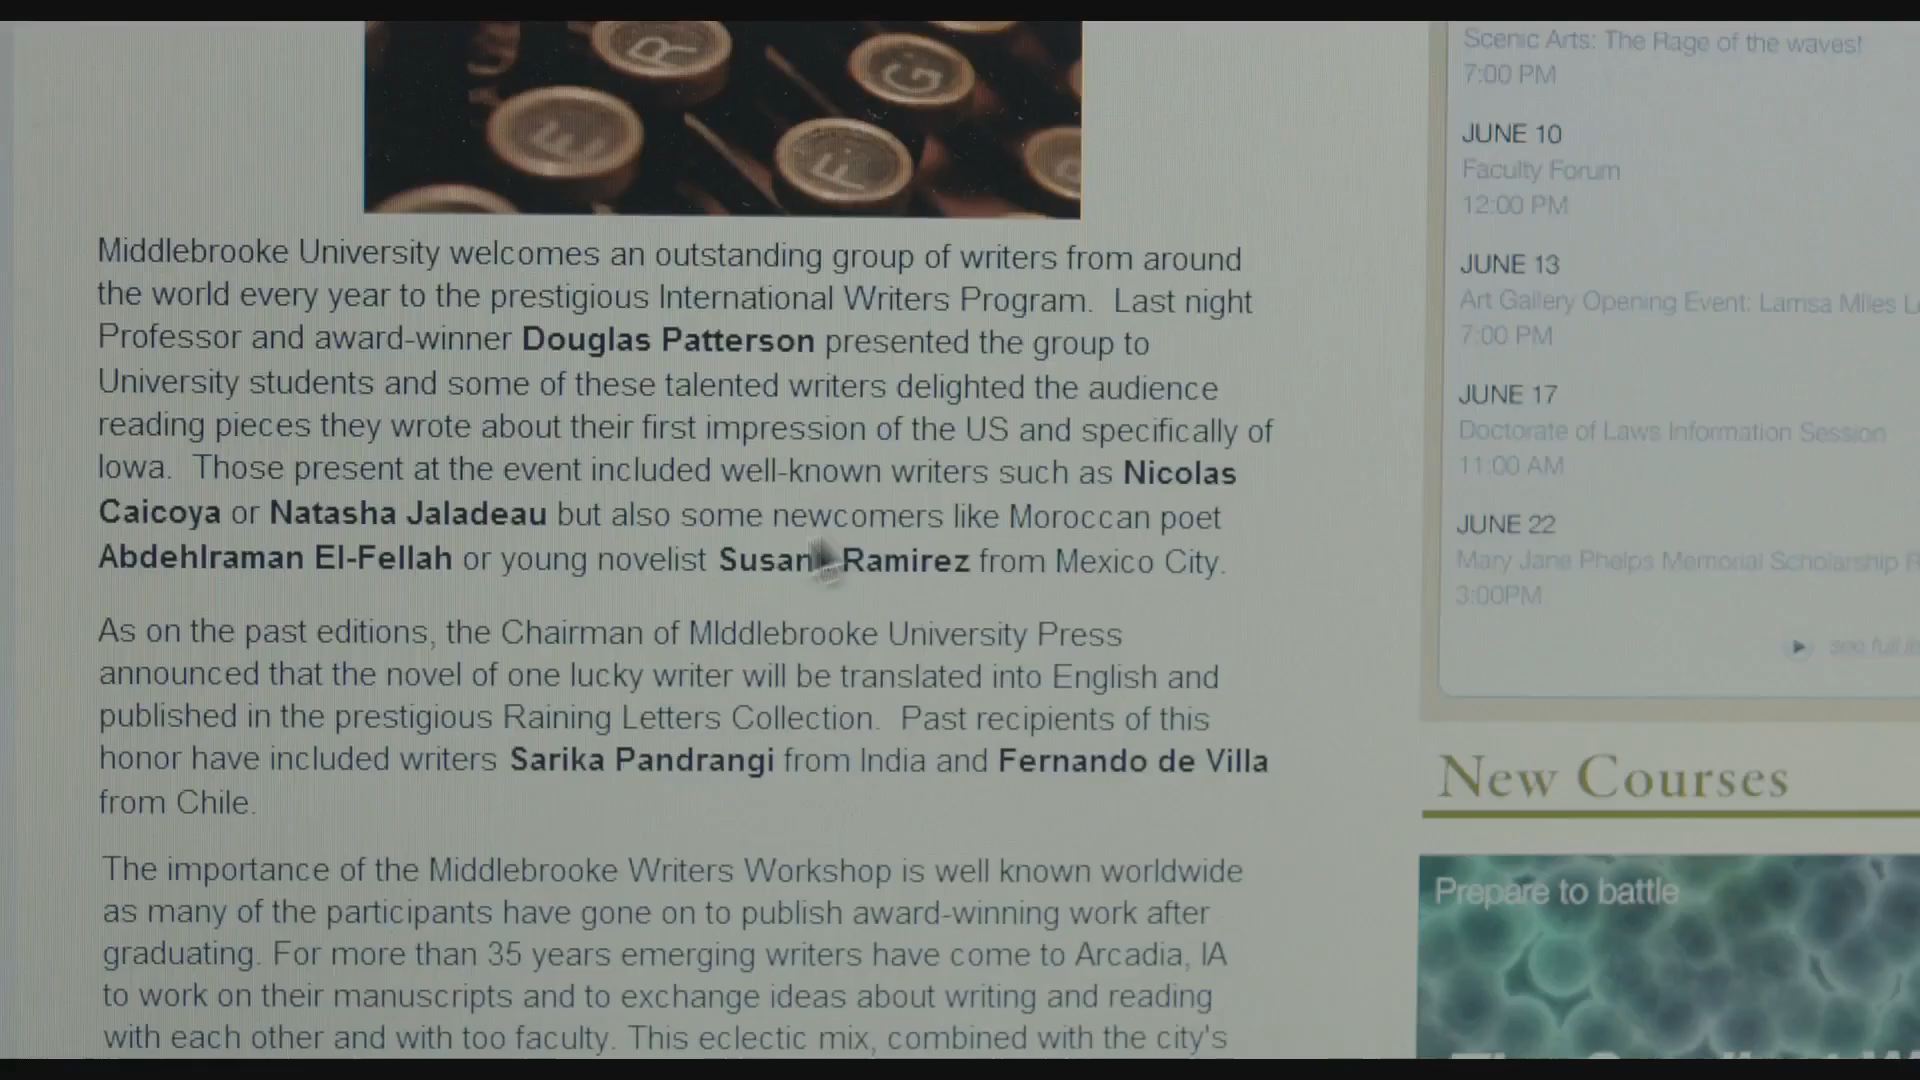 R
G
E
F
Middlebrooke University welcomes an outstanding group of writers from around
the world every year to the prestigious International Writers Program. Last night
Professor and award-winner Douglas Patterson presented the group to
University students and some of these talented writers delighted the audience
reading pieces they wrote about their first impression of the US and specifically of
Iowa. Those present at the event included well-known writers such as Nicolas
Caicoya or Natasha Jaladeau but also some newcomers like Moroccan poet
Abdehlraman El-Fellah or young novelist Ramirez from Mexico City.
As on the past editions, the Chairman of MIddlebrooke University Press
announced that the novel of one lucky writer will be translated into English and
published in the prestigious Raining Letters Collection. Past recipients of this
honor have included writers Sarika Pandrangi from India and Fernando de Villa
from Chile.
The importance of the Middlebrooke Writers Workshop is well known worldwide
as many of the participants have gone on to publish award-winning work after
graduating. For more than 35 years emerging writers have come to Arcadia, IA
to work on their manuscripts and to exchange ideas about writing and reading
with each other and with too faculty. This eclectic mix, combined with the city's
Scenic Arts: The Rage of the waves!
7:00 PM
JUNE 10
Faculty Forum
12:00 PM
JUNE 13
Art Gallery Opening Event: Lamsa Miles
7:00 PM
JUNE 17
Doctorate of Laws Information Session
11:00 AM
JUNE 22
Mary Jane Phelps Memorial Scholarship
3:00PM
see full
New Courses
Prepare to battle